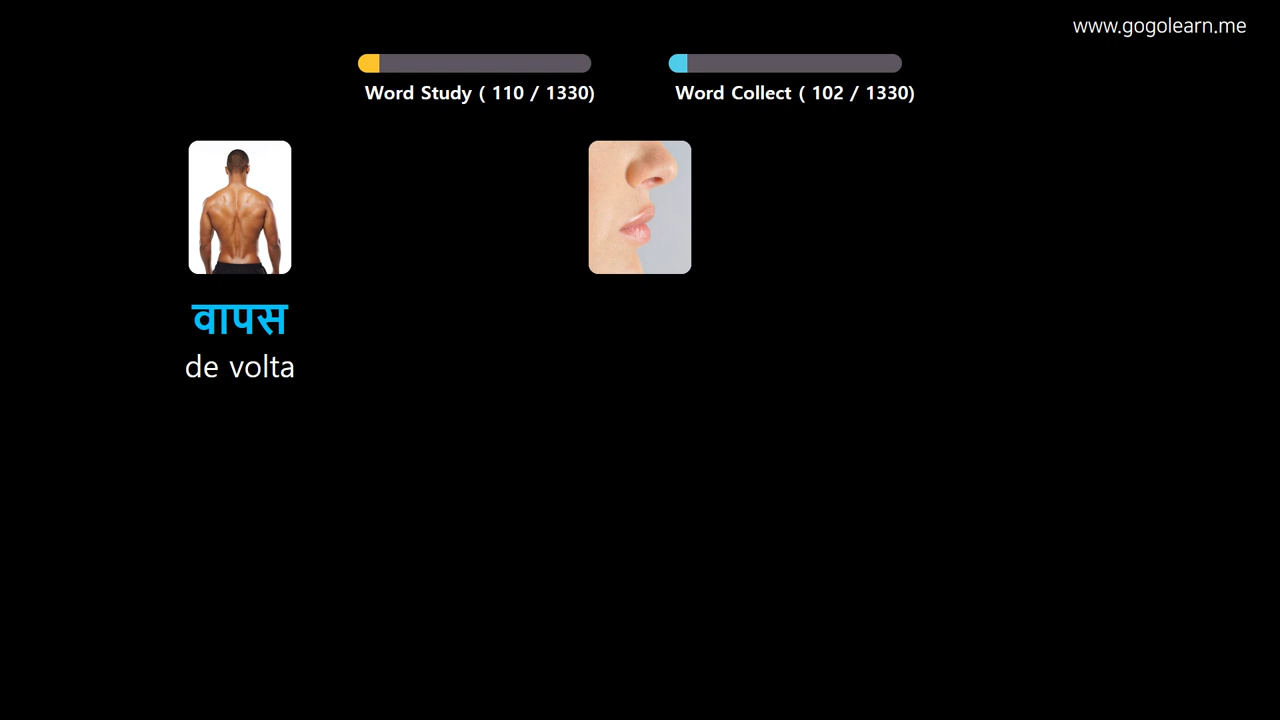 www.gogolearn.me
Word Study ( 110 / 1330)
Word Collect ( 102 / 1330)
वापस
de volta